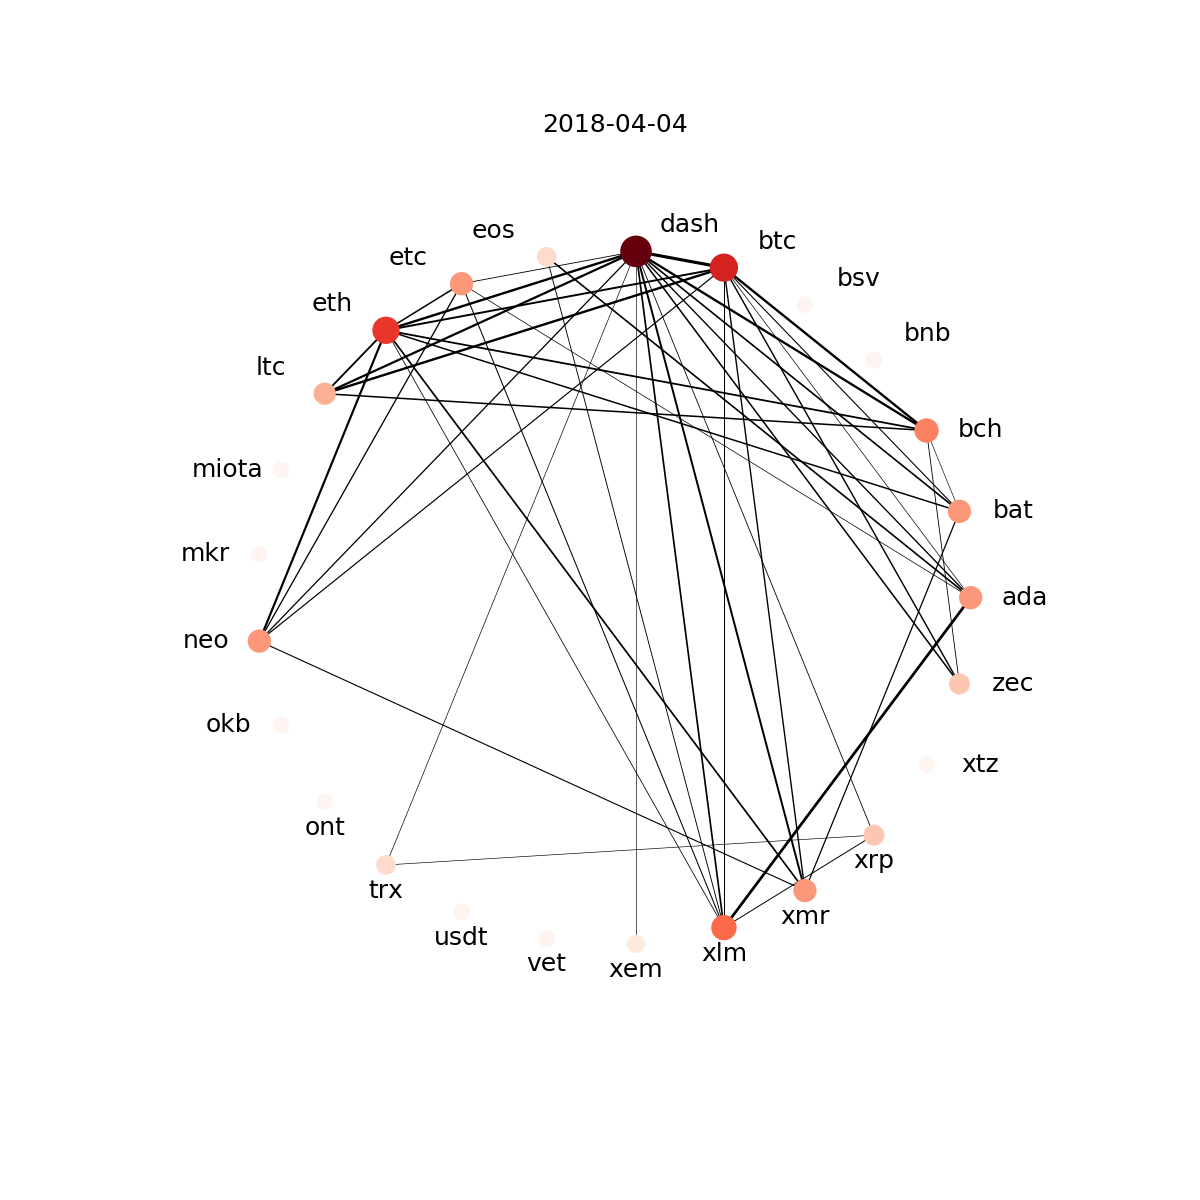 2018-04-04
dash
eos
btc
etc
bsv
eth
bnb
ltc
bch
miota
bat
mkr
ada
neo
zec
okb
xtz
ont
xrp
trx
xmr
usdt
xlm
vet
xem